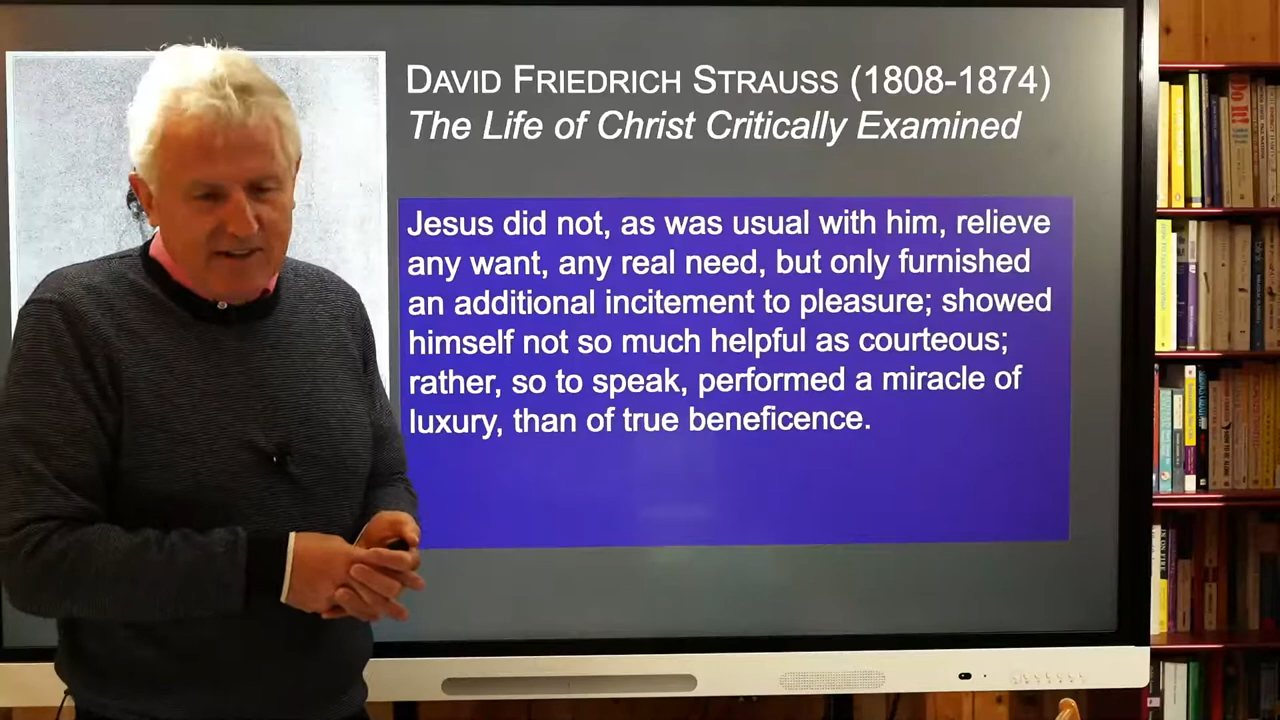 DAVID FRIEDRICH STRAUSS (1808-1874)
The Life of Christ Critically Examined
Jesus did not, as was usual with him, relieve
any want, any real need, but only furnished
an additional incitement to pleasure; showed
himself not so much helpful as courteous;
rather, so to speak, performed a miracle of
luxury, than of true beneficence.
Do It!